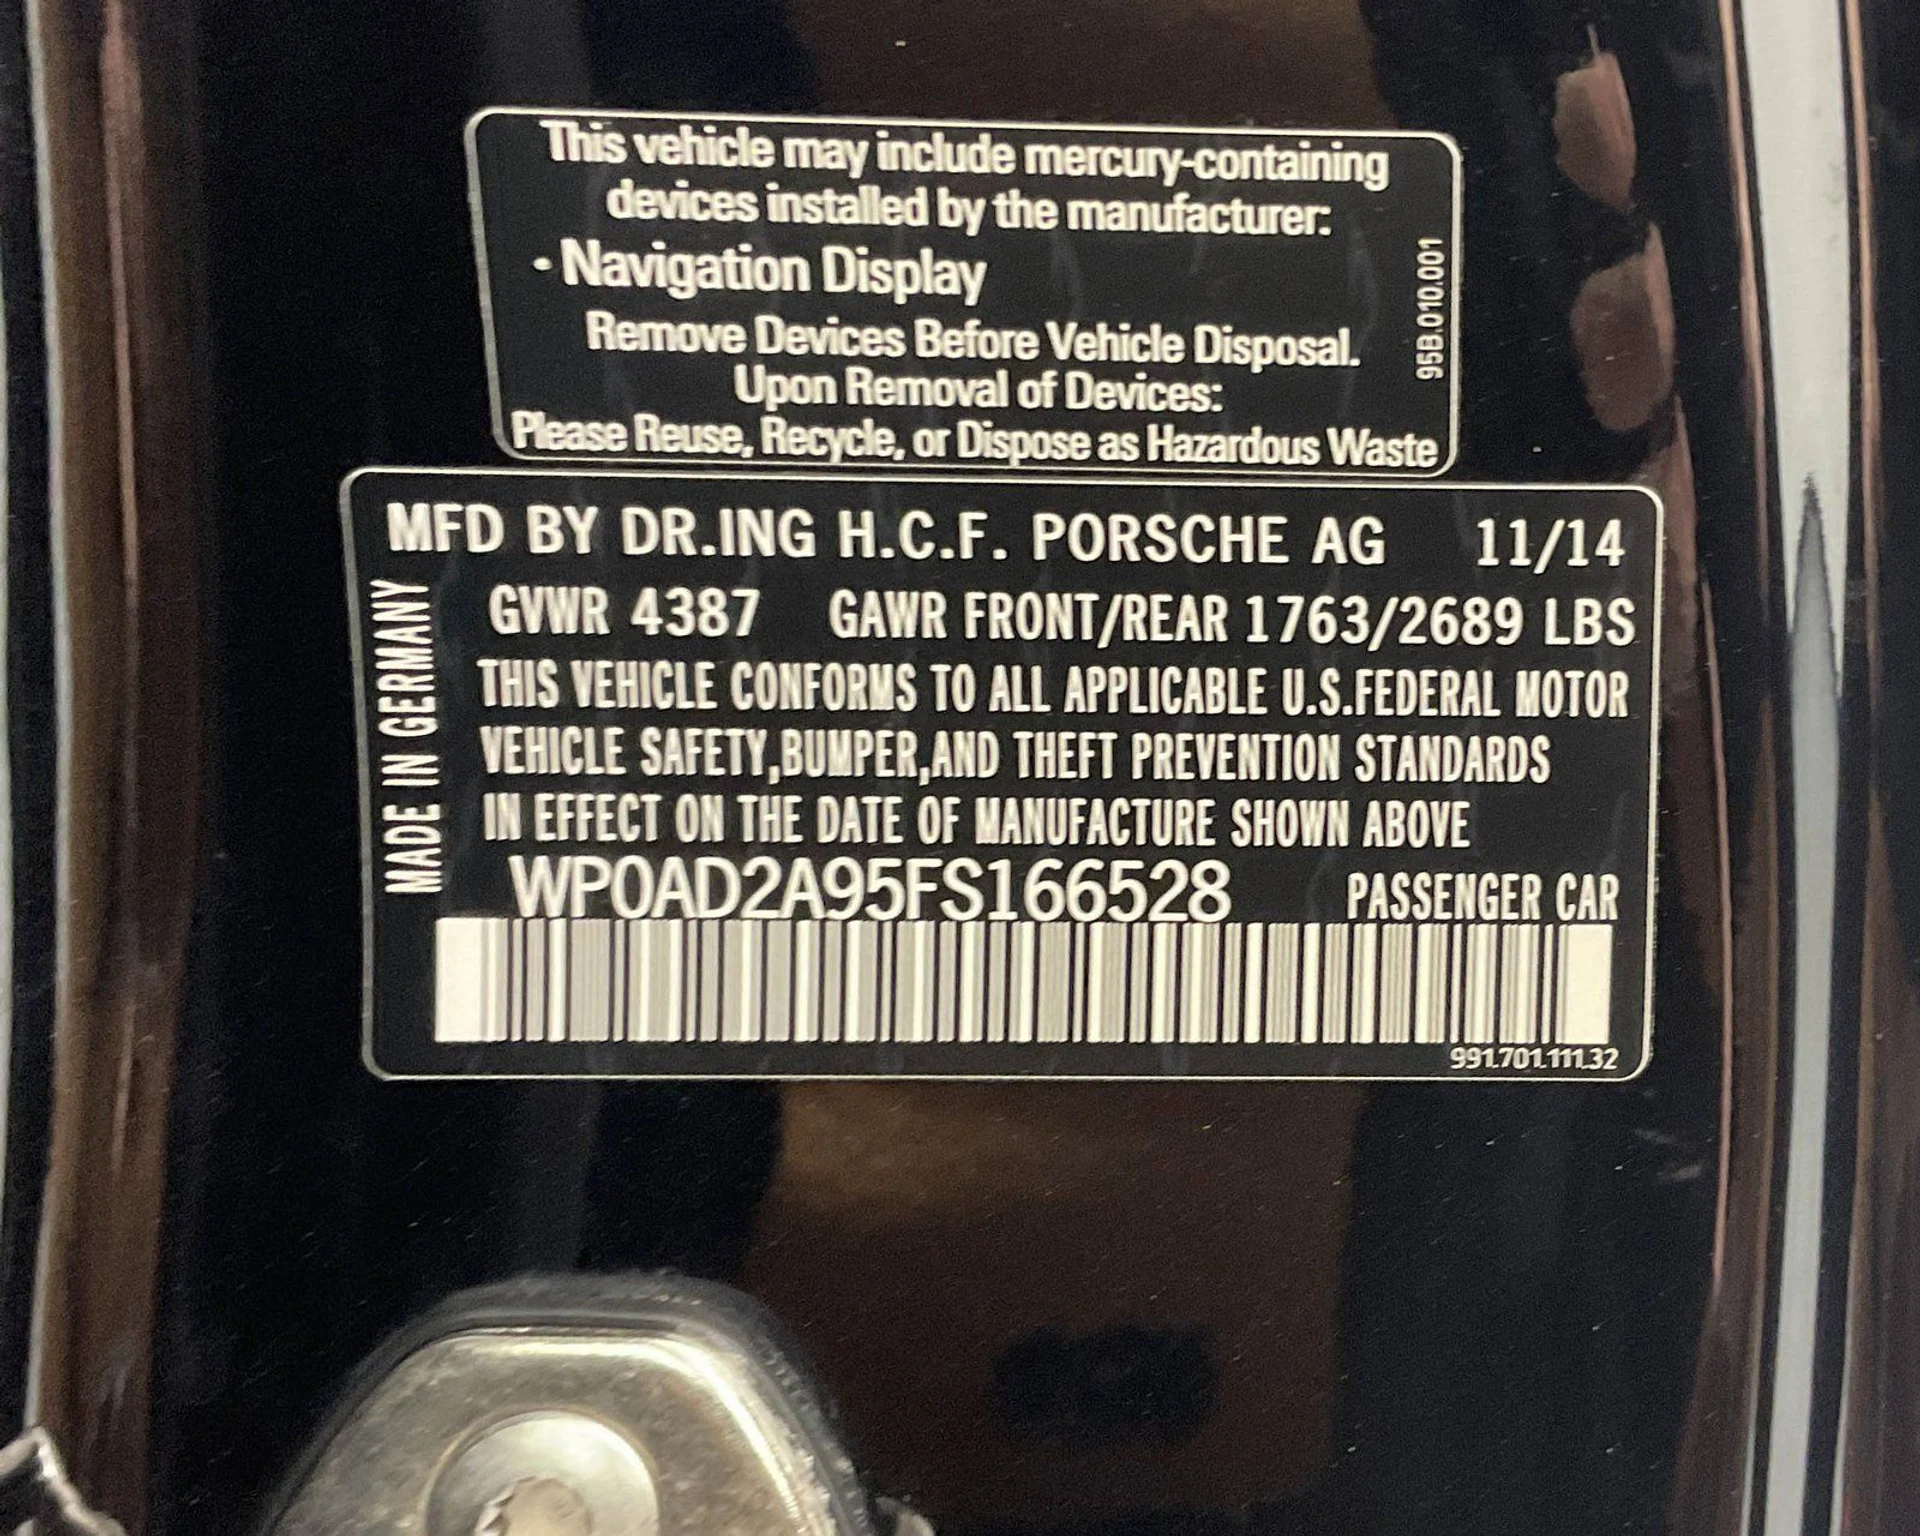 This vehicle may include mercury-containing
devices installed by the manufacturer:
· Navigation Display
Remove Devices Before Vehicle Disposal.
Upon Removal of Devices:
Please Reuse, Recycle, or Dispose as Hazardous Waste
95B.010.001
MFD BY DR.ING H.C.F. PORSCHE AG 11/14
GVWR 4387 GAWR FRONT/REAR 1763/2689 LBS
THIS VEHICLE CONFORMS TO ALL APPLICABLE U.S.FEDERAL MOTOR
VEHICLE SAFETY,BUMPER,AND THEFT PREVENTION STANDARDS
IN EFFECT ON THE DATE OF MANUFACTURE SHOWN ABOVE
MADE IN GERMANY
WP0AD2A95FS166528 PASSENGER CAR
991.701.111.32